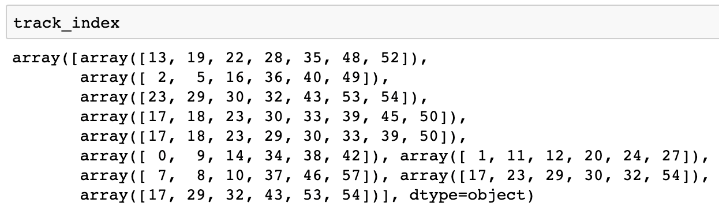 track_index
array([array([13, 19, 22, 28, 35, 48, 52]),
       array([ 2,  5, 16, 36, 40, 49]),
       array([23, 29, 30, 32, 43, 53, 54]),
       array([17, 18, 23, 30, 33, 39, 45, 50]),
       array([17, 18, 23, 29, 30, 33, 39, 50]),
       array([ 0,  9, 14, 34, 38, 42]), array([ 1, 11, 12, 20, 24, 27]),
       array([ 7,  8, 10, 37, 46, 57]), array([17, 23, 29, 30, 32, 54]),
       array([17, 29, 32, 43, 53, 54])], dtype=object)